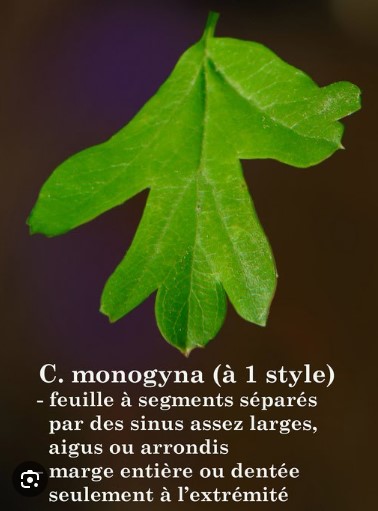 C. monogyna (à 1 style)
- feuille à segments séparés
par des sinus assez larges,
aigus ou arrondis
marge entière ou dentée
seulement à l'extrémité